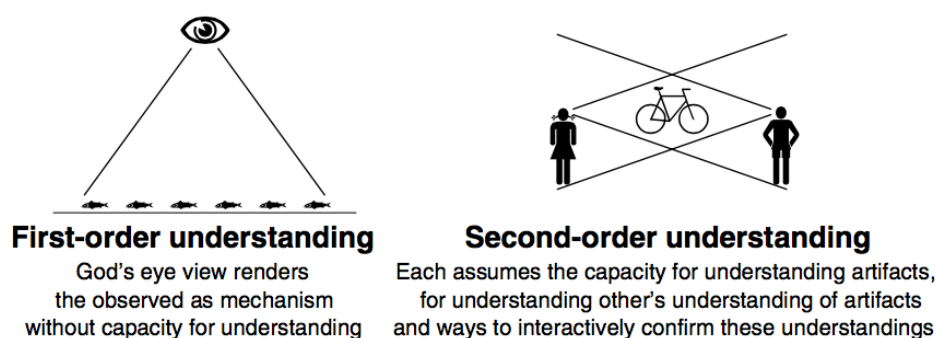 First-order understanding
God's eye view renders
the observed as mechanism
without capacity for understanding
Second-order understanding
Each assumes the capacity for understanding artifacts,
for understanding other's understanding of artifacts
and ways to interactively confirm these understandings